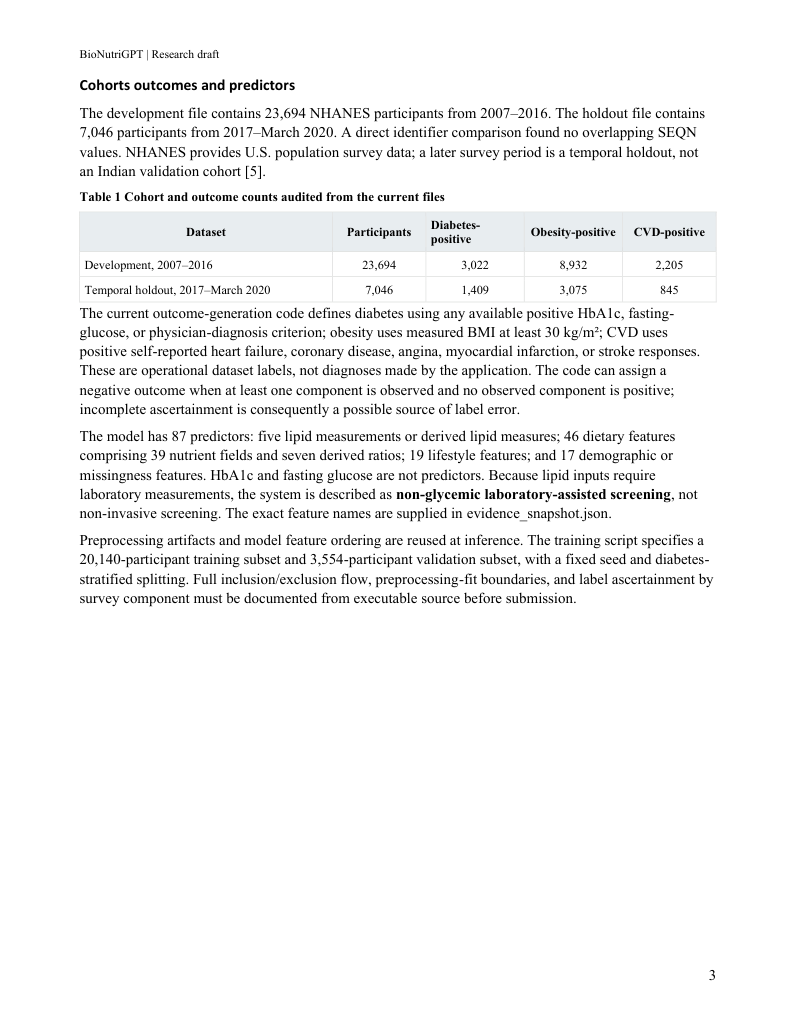 BioNutriGPT | Research draft
Cohorts outcomes and predictors
The development file contains 23,694 NHANES participants from 2007–2016. The holdout file contains
7,046 participants from 2017–March 2020. A direct identifier comparison found no overlapping SEQN
values. NHANES provides U.S. population survey data; a later survey period is a temporal holdout, not
an Indian validation cohort [5].
Table 1 Cohort and outcome counts audited from the current files
Dataset Participants Diabetes-positive Obesity-positive CVD-positive
Development, 2007–2016 23,694 3,022 8,932 2,205
Temporal holdout, 2017–March 2020 7,046 1,409 3,075 845
The current outcome-generation code defines diabetes using any available positive HbA1c, fasting-
glucose, or physician-diagnosis criterion; obesity uses measured BMI at least 30 kg/m²; CVD uses
positive self-reported heart failure, coronary disease, angina, myocardial infarction, or stroke responses.
These are operational dataset labels, not diagnoses made by the application. The code can assign a
negative outcome when at least one component is observed and no observed component is positive;
incomplete ascertainment is consequently a possible source of label error.
The model has 87 predictors: five lipid measurements or derived lipid measures; 46 dietary features
comprising 39 nutrient fields and seven derived ratios; 19 lifestyle features; and 17 demographic or
missingness features. HbA1c and fasting glucose are not predictors. Because lipid inputs require
laboratory measurements, the system is described as non-glycemic laboratory-assisted screening, not
non-invasive screening. The exact feature names are supplied in evidence_snapshot.json.
Preprocessing artifacts and model feature ordering are reused at inference. The training script specifies a
20,140-participant training subset and 3,554-participant validation subset, with a fixed seed and diabetes-
stratified splitting. Full inclusion/exclusion flow, preprocessing-fit boundaries, and label ascertainment by
survey component must be documented from executable source before submission.
3